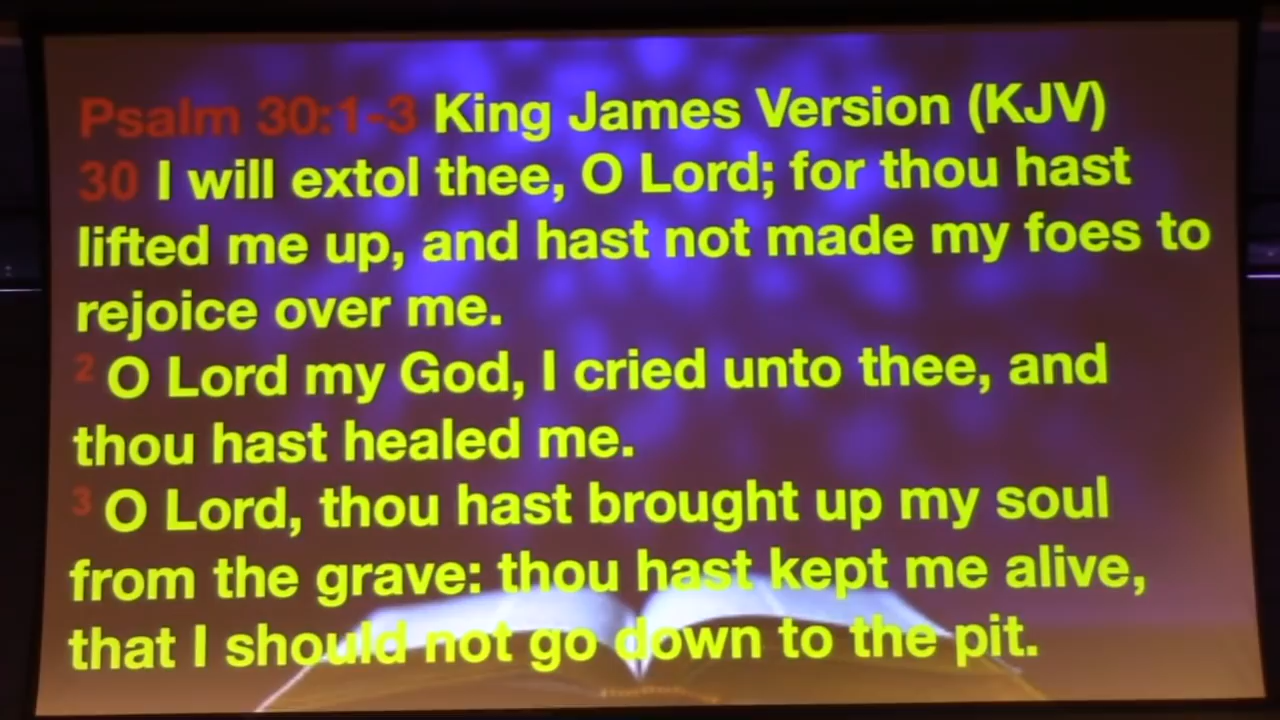 Psalm 30:1-3 King James Version (KJV)
30 I will extol thee, O Lord; for thou hast
lifted me up, and hast not made my foes to
rejoice over me.
2 O Lord my God, I cried unto thee, and
thou hast healed me.
3 O Lord, thou hast brought up my soul
from the grave: thou hast kept me alive,
that I should not go down to the pit.